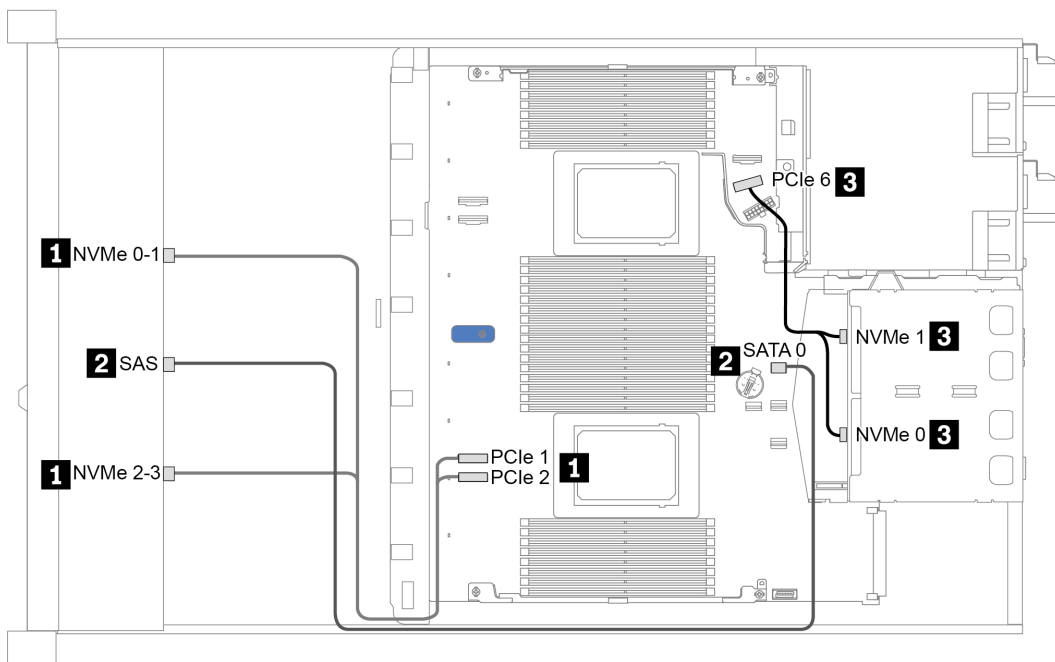 PCIe 6 3
1 NVMe 0-1
NVMe 1 3
2 SAS
2 SATA 0
NVMe 0 3
1 NVMe 2-3
PCIe 1
PCIe 2
1